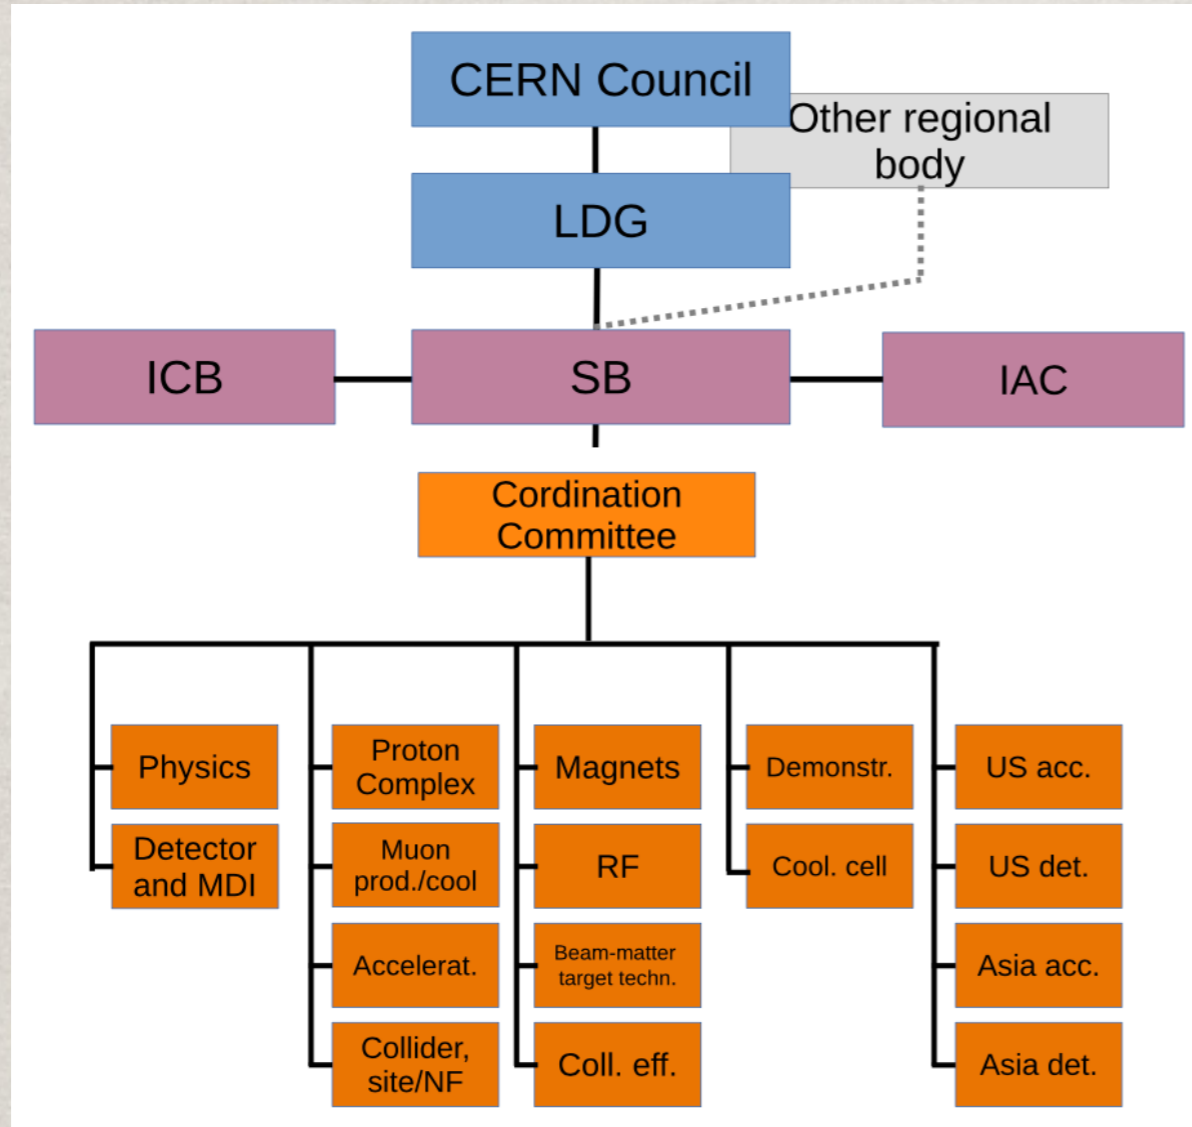 CERN Council
Other regional
body
LDG
ICB
SB
IAC
Cordination
Committee
Physics
Detector
and MDI
Proton
Complex
Muon
prod./cool
Accelerat.
Collider,
site/NF
Magnets
RF
Beam-matter
target techn.
Coll. eff.
Demonstr.
Cool. cell
US acc.
US det.
Asia acc.
Asia det.